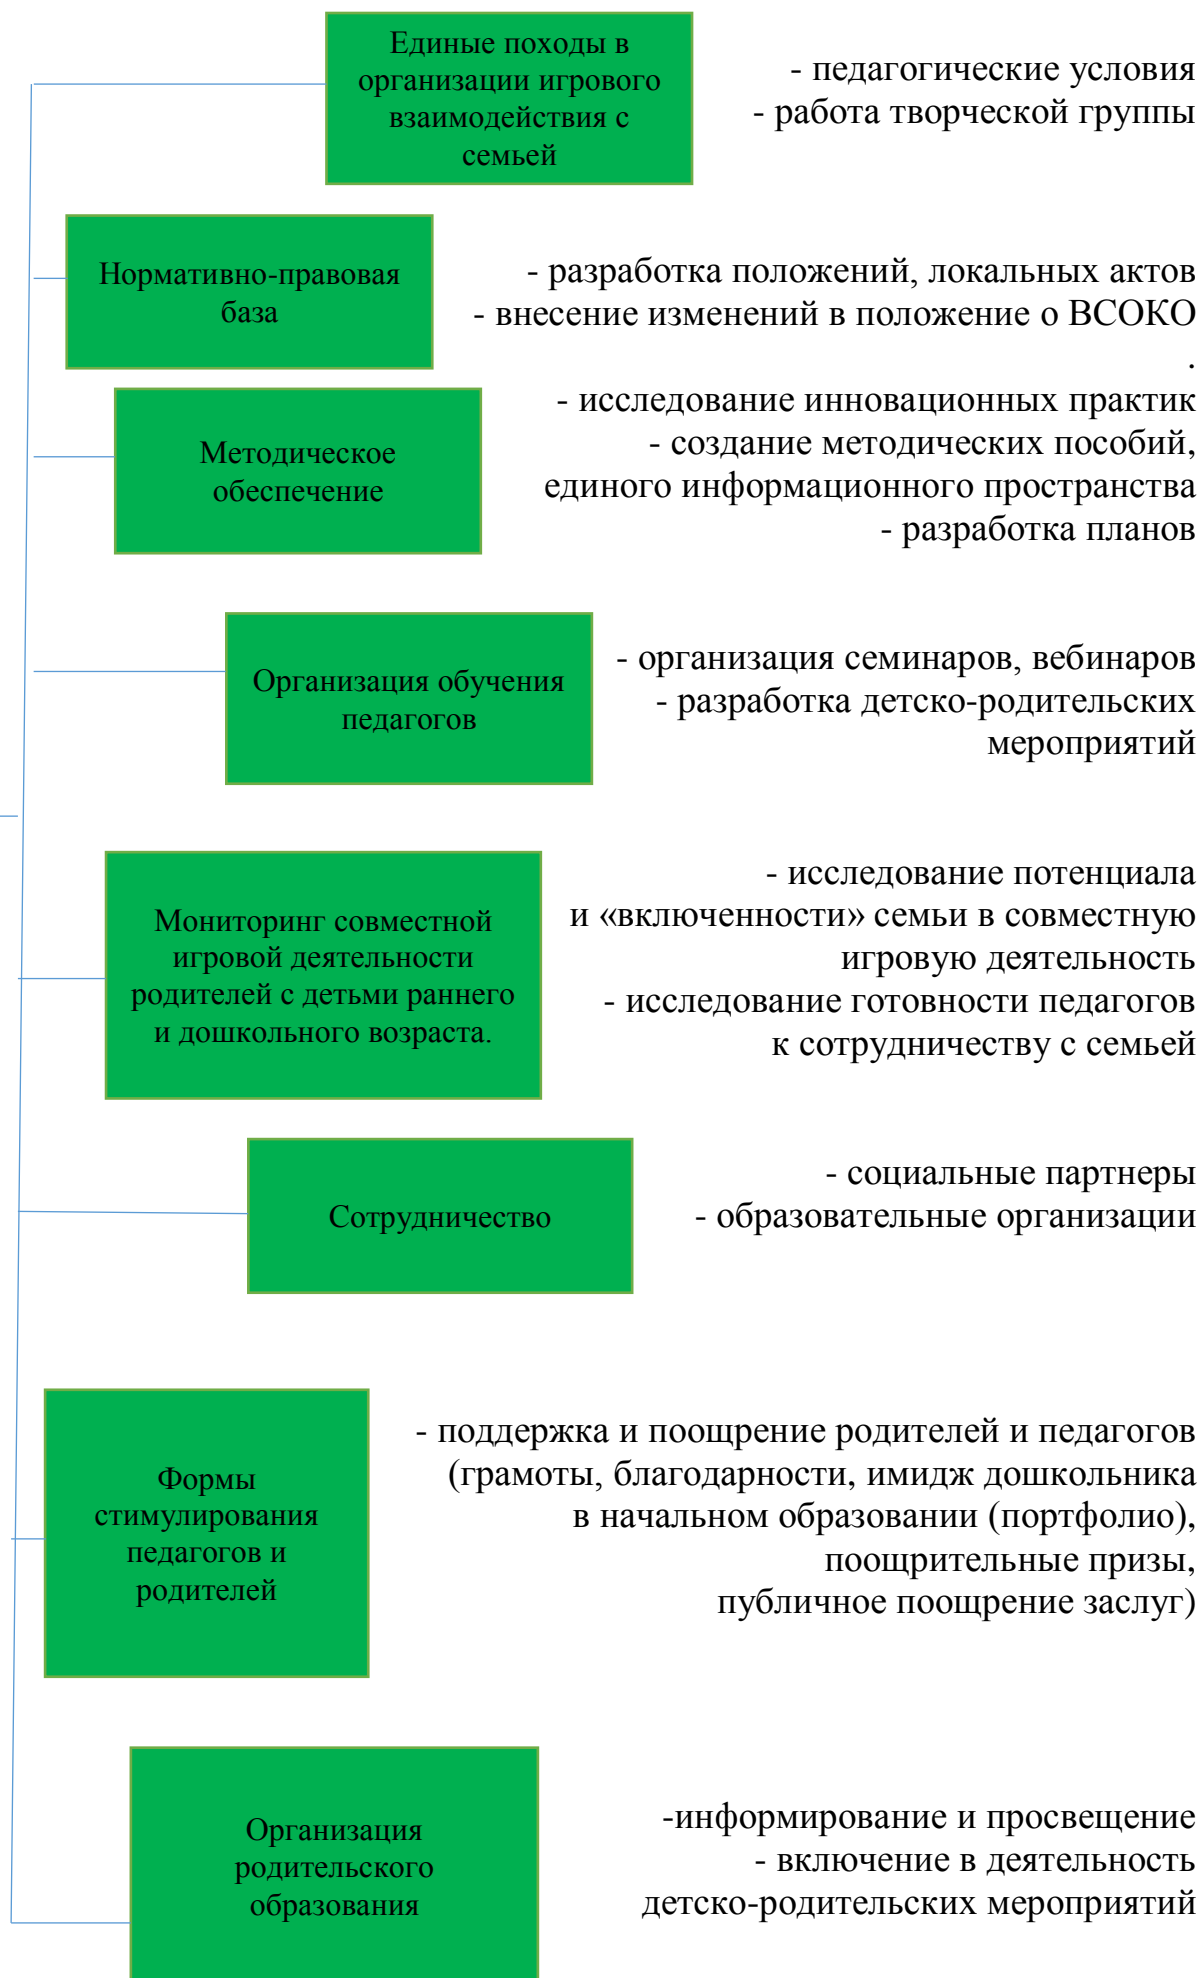 Единые походы в
организации игрового
взаимодействия с
семьей
- педагогические условия
- работа творческой группы
Нормативно-правовая
база
- разработка положений, локальных актов
- внесение изменений в положение о ВСОКО
.
Методическое
обеспечение
- исследование инновационных практик
- создание методических пособий,
единого информационного пространства
- разработка планов
Организация обучения
педагогов
- организация семинаров, вебинаров
- разработка детско-родительских
мероприятий
Мониторинг совместной
игровой деятельности
родителей с детьми раннего
и дошкольного возраста.
- исследование потенциала
и «включенности» семьи в совместную
игровую деятельность
- исследование готовности педагогов
к сотрудничеству с семьей
Сотрудничество
- социальные партнеры
- образовательные организации
Формы
стимулирования
педагогов и
родителей
- поддержка и поощрение родителей и педагогов
(грамоты, благодарности, имидж дошкольника
в начальном образовании (портфолио),
поощрительные призы,
публичное поощрение заслуг)
Организация
родительского
образования
-информирование и просвещение
- включение в деятельность
детско-родительских мероприятий